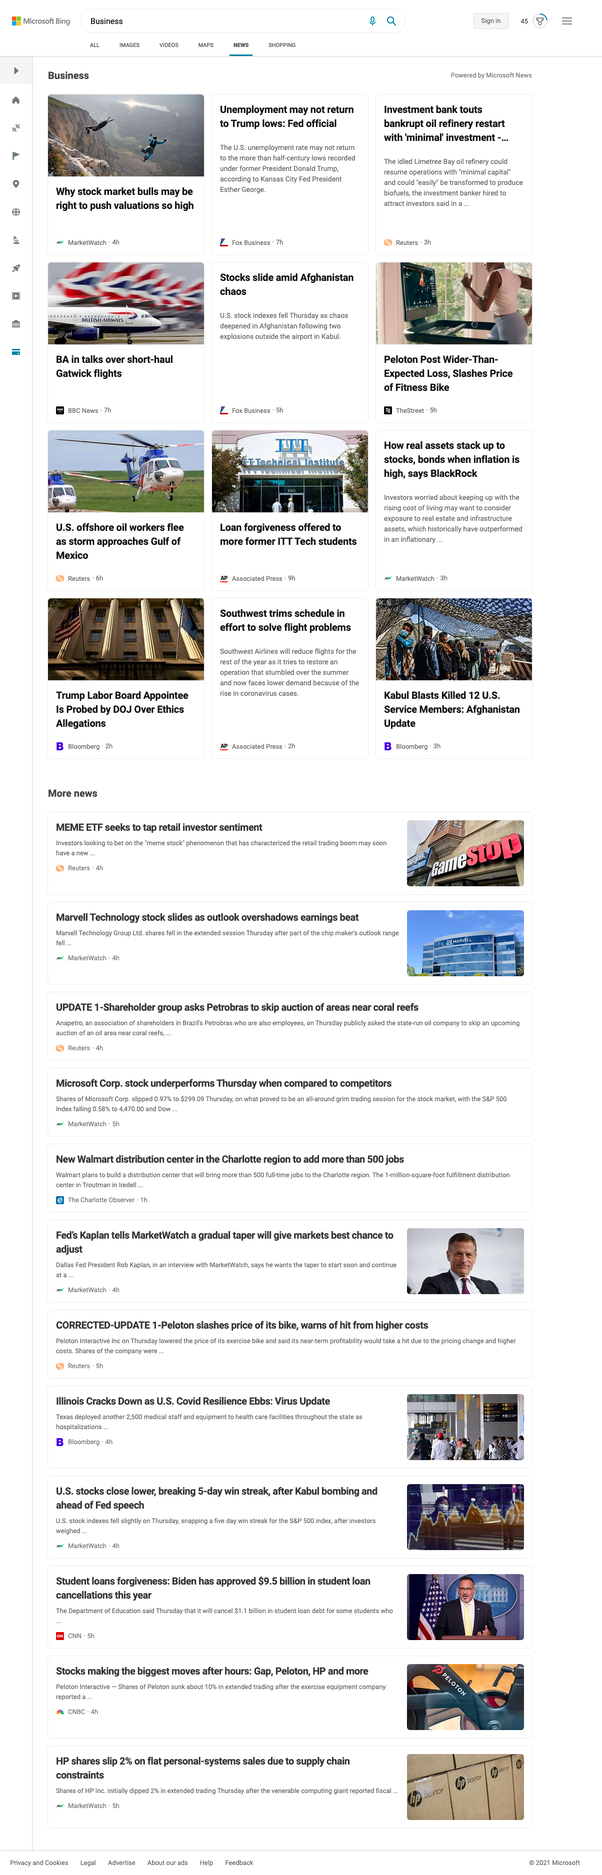 Microsoft Bing
Business
Sign in
45
ALL
IMAGES
VIDEOS
MAPS
NEWS
SHOPPING
Business
Powered by Microsoft News
Why stock market bulls may be
right to push valuations so high
MarketWatch · 4h
Unemployment may not return
to Trump lows: Fed official
The U.S. unemployment rate may not return
to the more than half-century lows recorded
under former President Donald Trump,
according to Kansas City Fed President
Esther George.
Fox Business · 7h
Investment bank touts
bankrupt oil refinery restart
with 'minimal' investment -...
The idled Limetree Bay oil refinery could
resume operations with "minimal capital"
and could "easily" be transformed to produce
biofuels, the investment banker hired to
attract investors said in a ...
Reuters · 3h
BRITISH AIRWAYS
BA in talks over short-haul
Gatwick flights
BBC News · 7h
Stocks slide amid Afghanistan
chaos
U.S. stock indexes fell Thursday as chaos
deepened in Afghanistan following two
explosions outside the airport in Kabul.
Fox Business · 5h
Peloton Post Wider-Than-
Expected Loss, Slashes Price
of Fitness Bike
TheStreet · 5h
U.S. offshore oil workers flee
as storm approaches Gulf of
Mexico
Reuters · 6h
ITT
ITT Technical Institute
Loan forgiveness offered to
more former ITT Tech students
AP
Associated Press · 9h
How real assets stack up to
stocks, bonds when inflation is
high, says BlackRock
Investors worried about keeping up with the
rising cost of living may want to consider
exposure to real estate and infrastructure
assets, which historically have outperformed
in an inflationary ...
MarketWatch · 3h
Trump Labor Board Appointee
Is Probed by DOJ Over Ethics
Allegations
B
Bloomberg · 2h
Southwest trims schedule in
effort to solve flight problems
Southwest Airlines will reduce flights for the
rest of the year as it tries to restore an
operation that stumbled over the summer
and now faces lower demand because of the
rise in coronavirus cases.
AP
Associated Press · 2h
Kabul Blasts Killed 12 U.S.
Service Members: Afghanistan
Update
B
Bloomberg · 3h
More news
MEME ETF seeks to tap retail investor sentiment
Investors looking to bet on the "meme stock" phenomenon that has characterized the retail trading boom may soon
have a new ...
Reuters · 4h
GameStop
Marvell Technology stock slides as outlook overshadows earnings beat
Marvell Technology Group Ltd. shares fell in the extended session Thursday after part of the chip maker's outlook range
fell ...
MarketWatch · 4h
MARVELL
UPDATE 1-Shareholder group asks Petrobras to skip auction of areas near coral reefs
Anapetro, an association of shareholders in Brazil's Petrobras who are also employees, on Thursday publicly asked the state-run oil company to skip an upcoming
auction of an oil area near coral reefs, ...
Reuters · 4h
Microsoft Corp. stock underperforms Thursday when compared to competitors
Shares of Microsoft Corp. slipped 0.97% to $299.09 Thursday, on what proved to be an all-around grim trading session for the stock market, with the S&P 500
Index falling 0.58% to 4,470.00 and Dow ...
MarketWatch · 5h
New Walmart distribution center in the Charlotte region to add more than 500 jobs
Walmart plans to build a distribution center that will bring more than 500 full-time jobs to the Charlotte region. The 1-million-square-foot fulfillment distribution
center in Troutman in Iredell ...
The Charlotte Observer · 1h
Fed's Kaplan tells MarketWatch a gradual taper will give markets best chance to
adjust
Dallas Fed President Rob Kaplan, in an interview with MarketWatch, says he wants the taper to start soon and continue
at a ...
MarketWatch · 4h
CORRECTED-UPDATE 1-Peloton slashes price of its bike, warns of hit from higher costs
Peloton Interactive Inc on Thursday lowered the price of its exercise bike and said its near-term profitability would take a hit due to the pricing change and higher
costs. Shares of the company were ...
Reuters · 5h
Illinois Cracks Down as U.S. Covid Resilience Ebbs: Virus Update
Texas deployed another 2,500 medical staff and equipment to health care facilities throughout the state as
hospitalizations ...
B
Bloomberg · 4h
U.S. stocks close lower, breaking 5-day win streak, after Kabul bombing and
ahead of Fed speech
U.S. stock indexes fell slightly on Thursday, snapping a five day win streak for the S&P 500 index, after investors
weighed ...
MarketWatch · 4h
Student loans forgiveness: Biden has approved $9.5 billion in student loan
cancellations this year
The Department of Education said Thursday that it will cancel $1.1 billion in student loan debt for some students who
...
CNN · 5h
Stocks making the biggest moves after hours: Gap, Peloton, HP and more
Peloton Interactive — Shares of Peloton sunk about 10% in extended trading after the exercise equipment company
reported a ...
CNBC · 4h
PELOTON
HP shares slip 2% on flat personal-systems sales due to supply chain
constraints
Shares of HP Inc. initially dipped 2% in extended trading Thursday after the venerable computing giant reported fiscal ...
MarketWatch · 5h
hp
hp
hp
Privacy and Cookies
Legal
Advertise
About our ads
Help
Feedback
© 2021 Microsoft